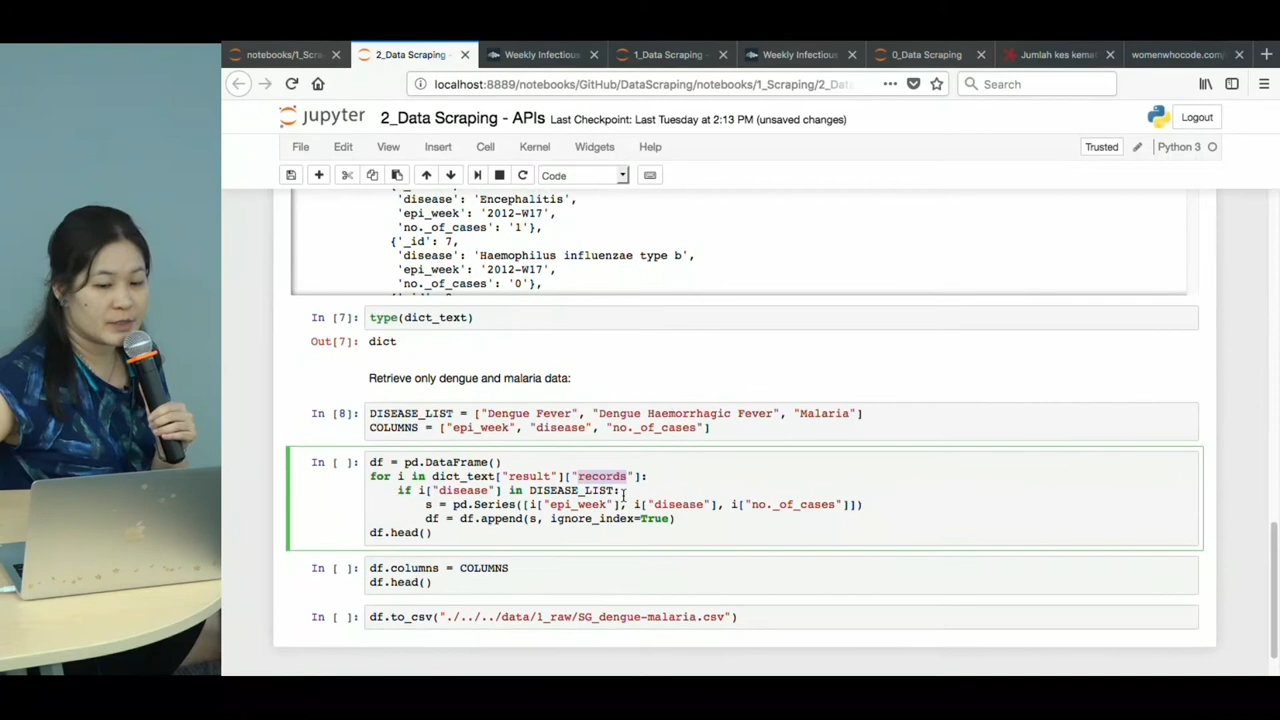 notebooks/1_Scra
2_Data Scraping -
Weekly Infectious
1_Data Scraping -
Weekly Infectious
0_Data Scraping
Jumlah kes kemat
womenwhocode.com/
localhost:8889/notebooks/GitHub/DataScraping/notebooks/1_Scraping/2_Data
Search
jupyter
2_Data Scraping - APIs
Last Checkpoint: Last Tuesday at 2:13 PM (unsaved changes)
Logout
File Edit View Insert Cell Kernel Widgets Help
Trusted
Python 3
Code
'disease': 'Encephalitis',
'epi_week': '2012-W17',
'no._of_cases': '1'},
{'_id': 7,
'disease': 'Haemophilus influenzae type b',
'epi_week': '2012-W17',
'no._of_cases': '0'},
In [7]: type(dict_text)
Out[7]: dict
Retrieve only dengue and malaria data:
In [8]: DISEASE_LIST = ["Dengue Fever", "Dengue Haemorrhagic Fever", "Malaria"]
COLUMNS = ["epi_week", "disease", "no._of_cases"]
In [ ]: df = pd.DataFrame()
for i in dict_text["result"]["records"]:
if i["disease"] in DISEASE_LIST:
s = pd.Series([i["epi_week"], i["disease"], i["no._of_cases"]])
df = df.append(s, ignore_index=True)
df.head()
In [ ]: df.columns = COLUMNS
df.head()
In [ ]: df.to_csv("./../../data/1_raw/SG_dengue-malaria.csv")